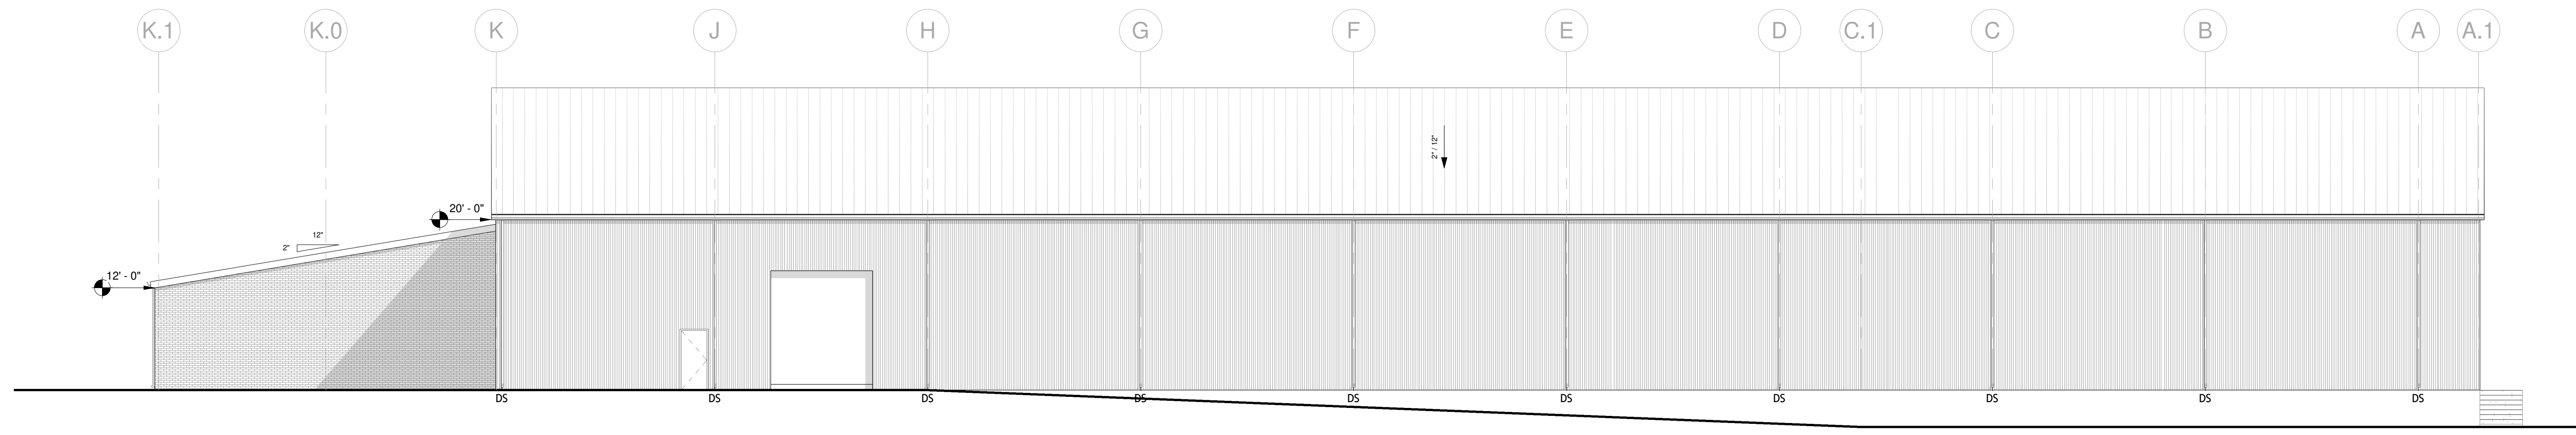 K.1 K.0 K J H G F E D C.1 C B A A.1
2" / 12"
20' - 0"
12"
2"
12' - 0"
DS DS DS DS DS DS DS DS DS DS